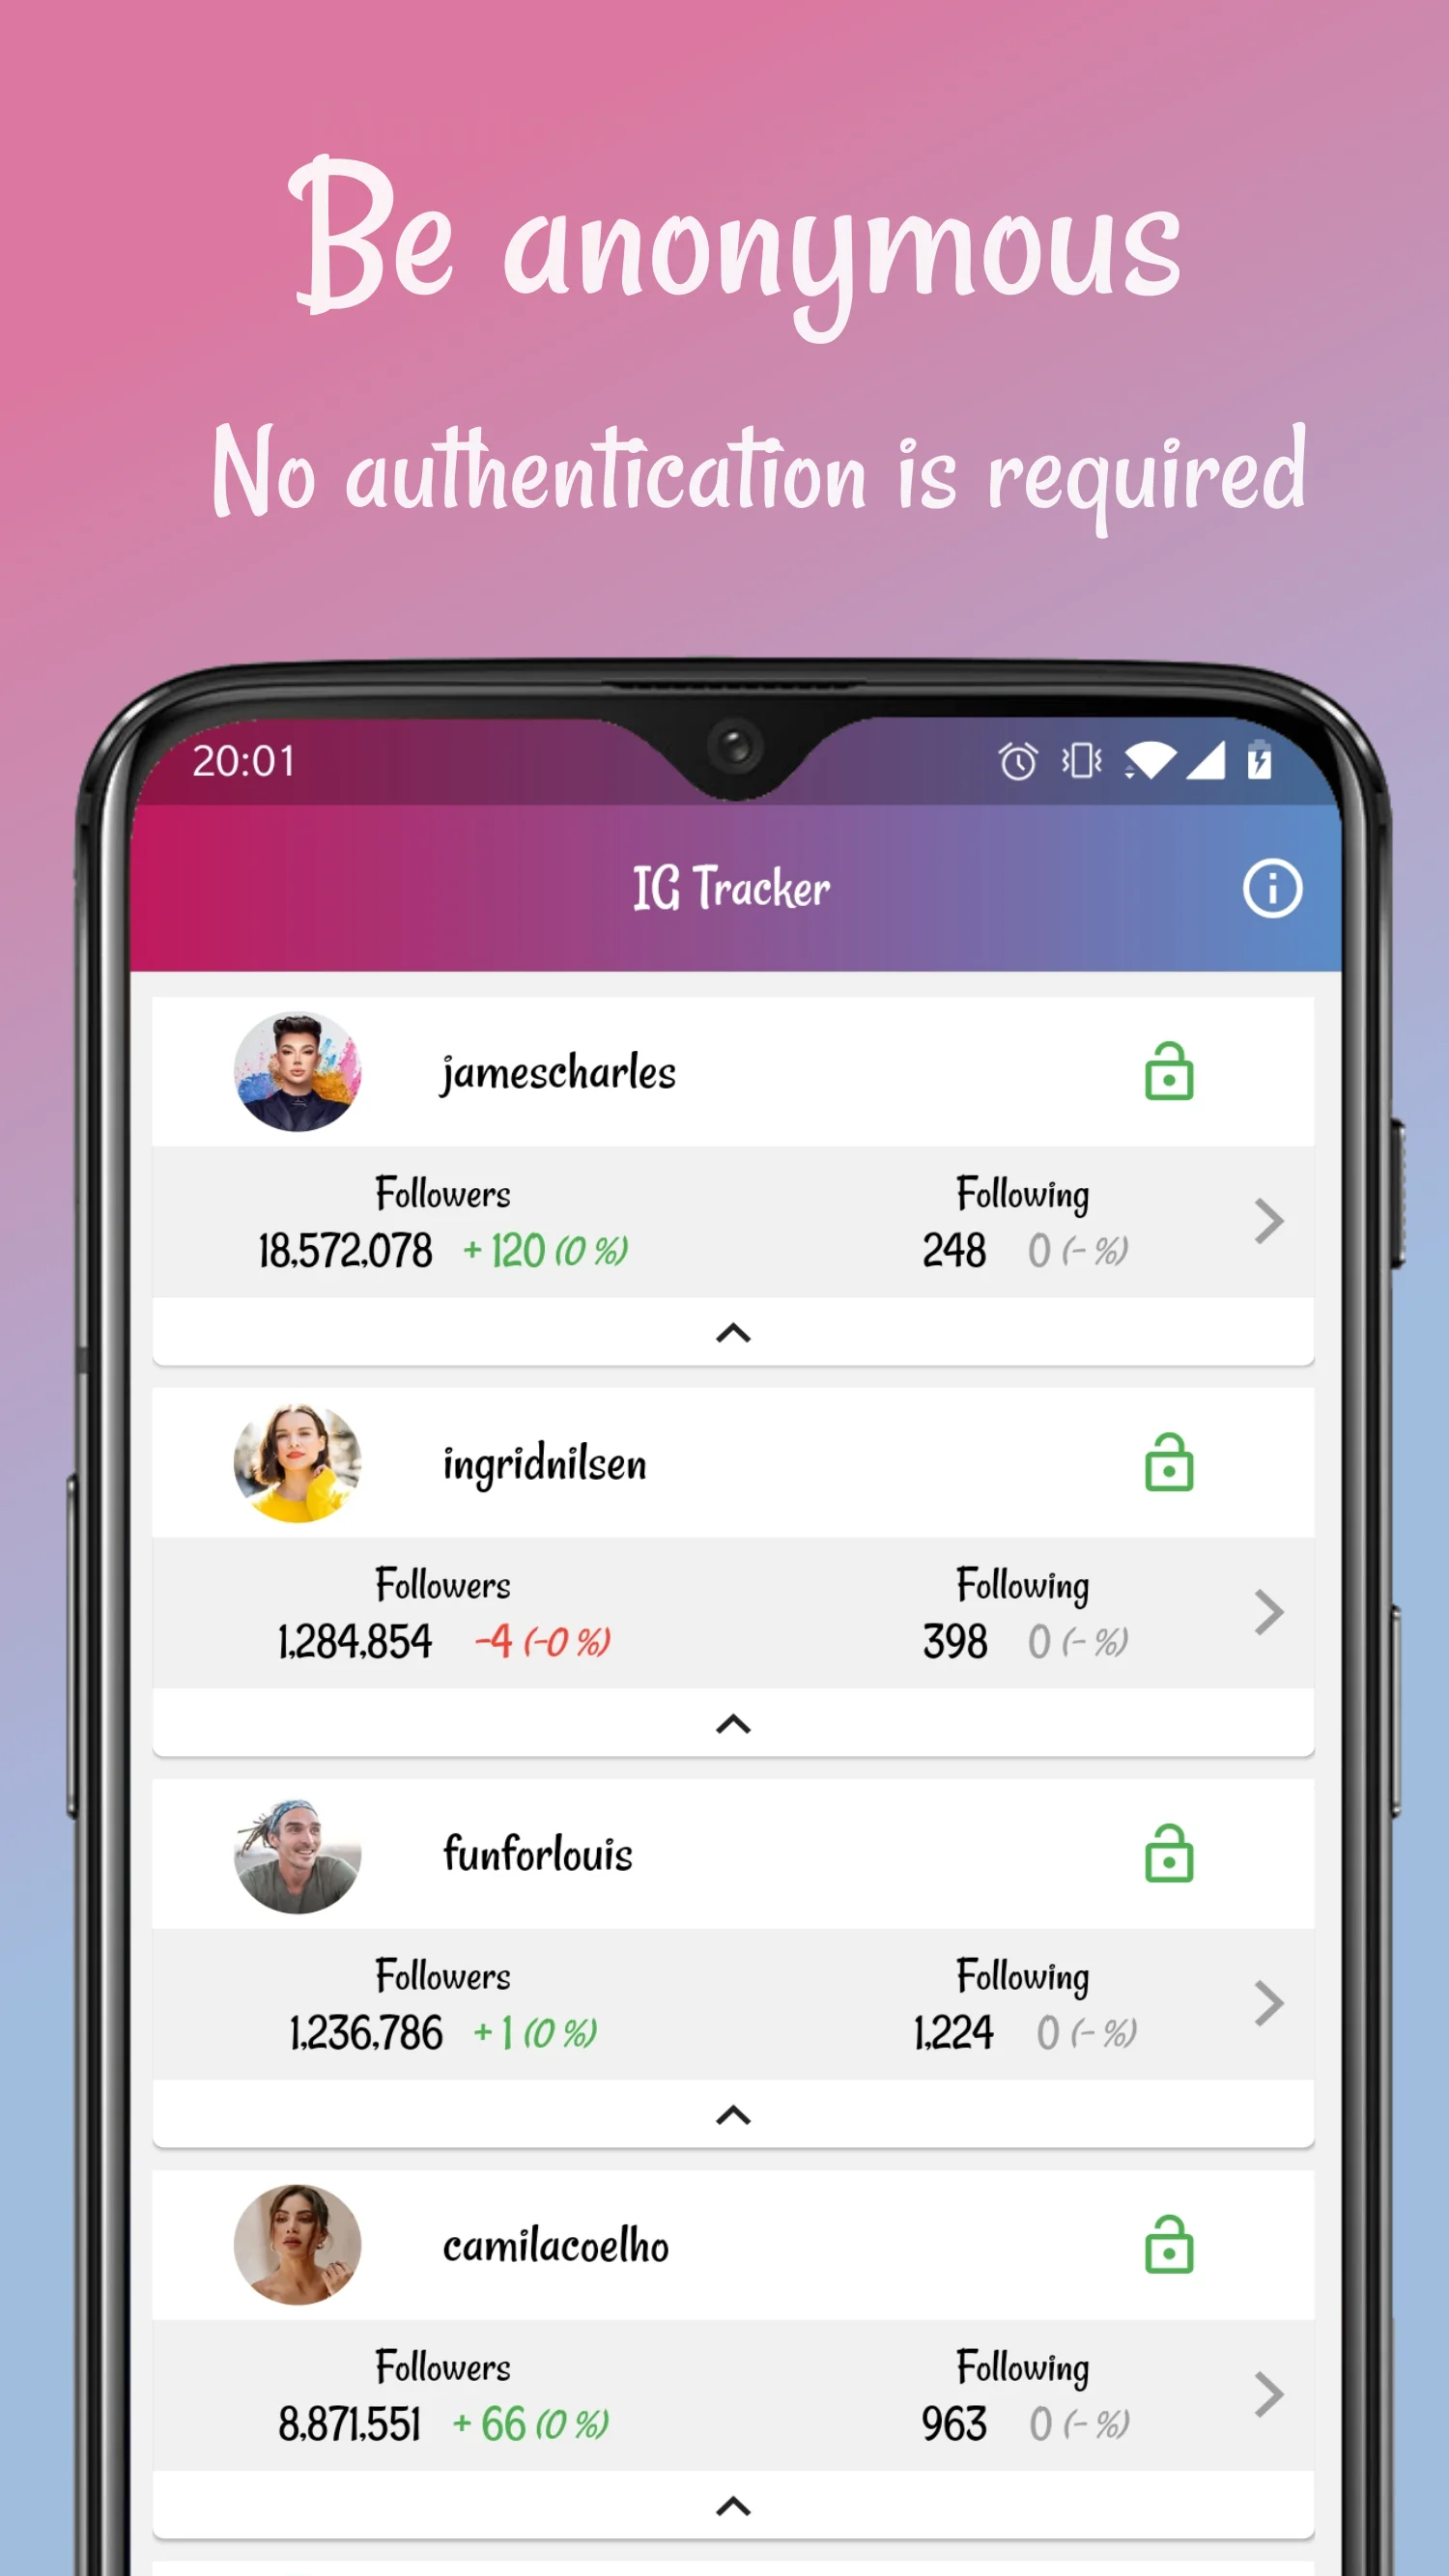 Be anonymous
No authentication is required
20:01
IG Tracker
jamescharles
Followers Following
18,572,078 + 120 (0 %) 248 0 (- %)
ingridnilsen
Followers Following
1,284,854 -4 (-0 %) 398 0 (- %)
funforlouis
Followers Following
1,236,786 + 1 (0 %) 1,224 0 (- %)
camilacoelho
Followers Following
8,871,551 + 66 (0 %) 963 0 (- %)